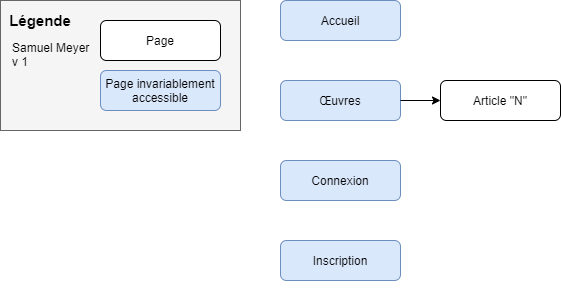 Légende
Samuel Meyer
v 1
Page
Page invariablement
accessible
Accueil
Œuvres
Article "N"
Connexion
Inscription